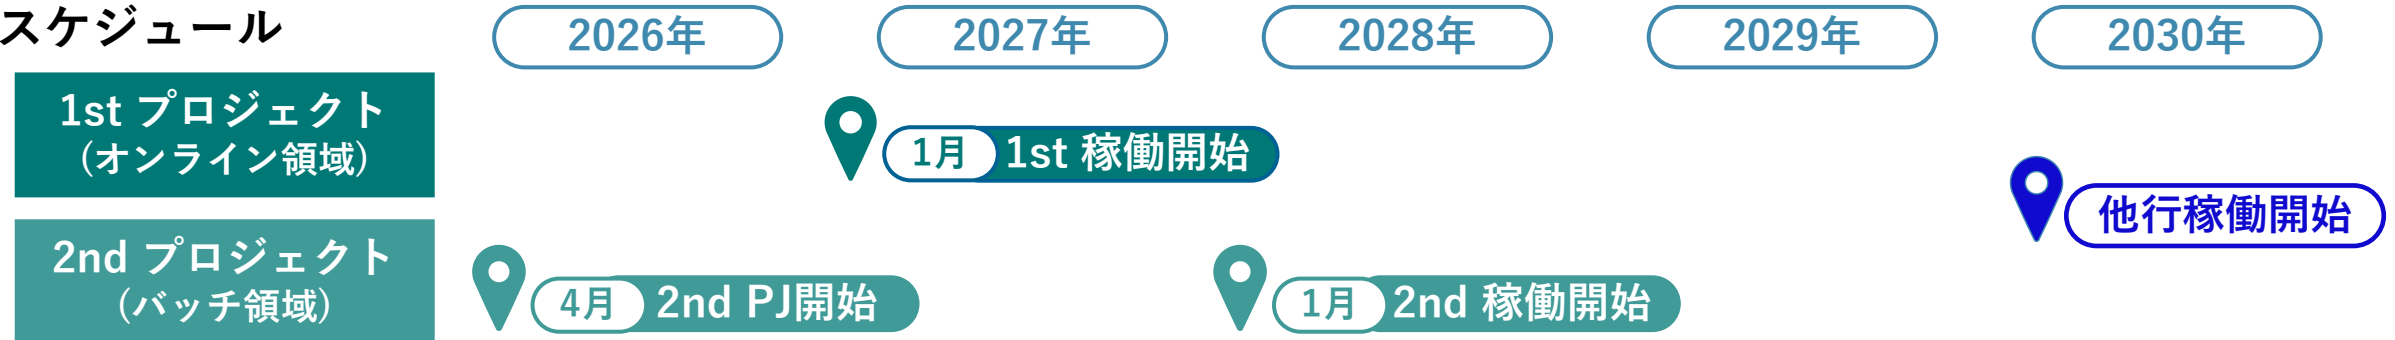 スケジュール
2026年 2027年 2028年 2029年 2030年
1st プロジェクト
(オンライン領域)
1月 1st 稼働開始
他行稼働開始
2nd プロジェクト
(バッチ領域)
4月 2nd PJ開始
1月 2nd 稼働開始